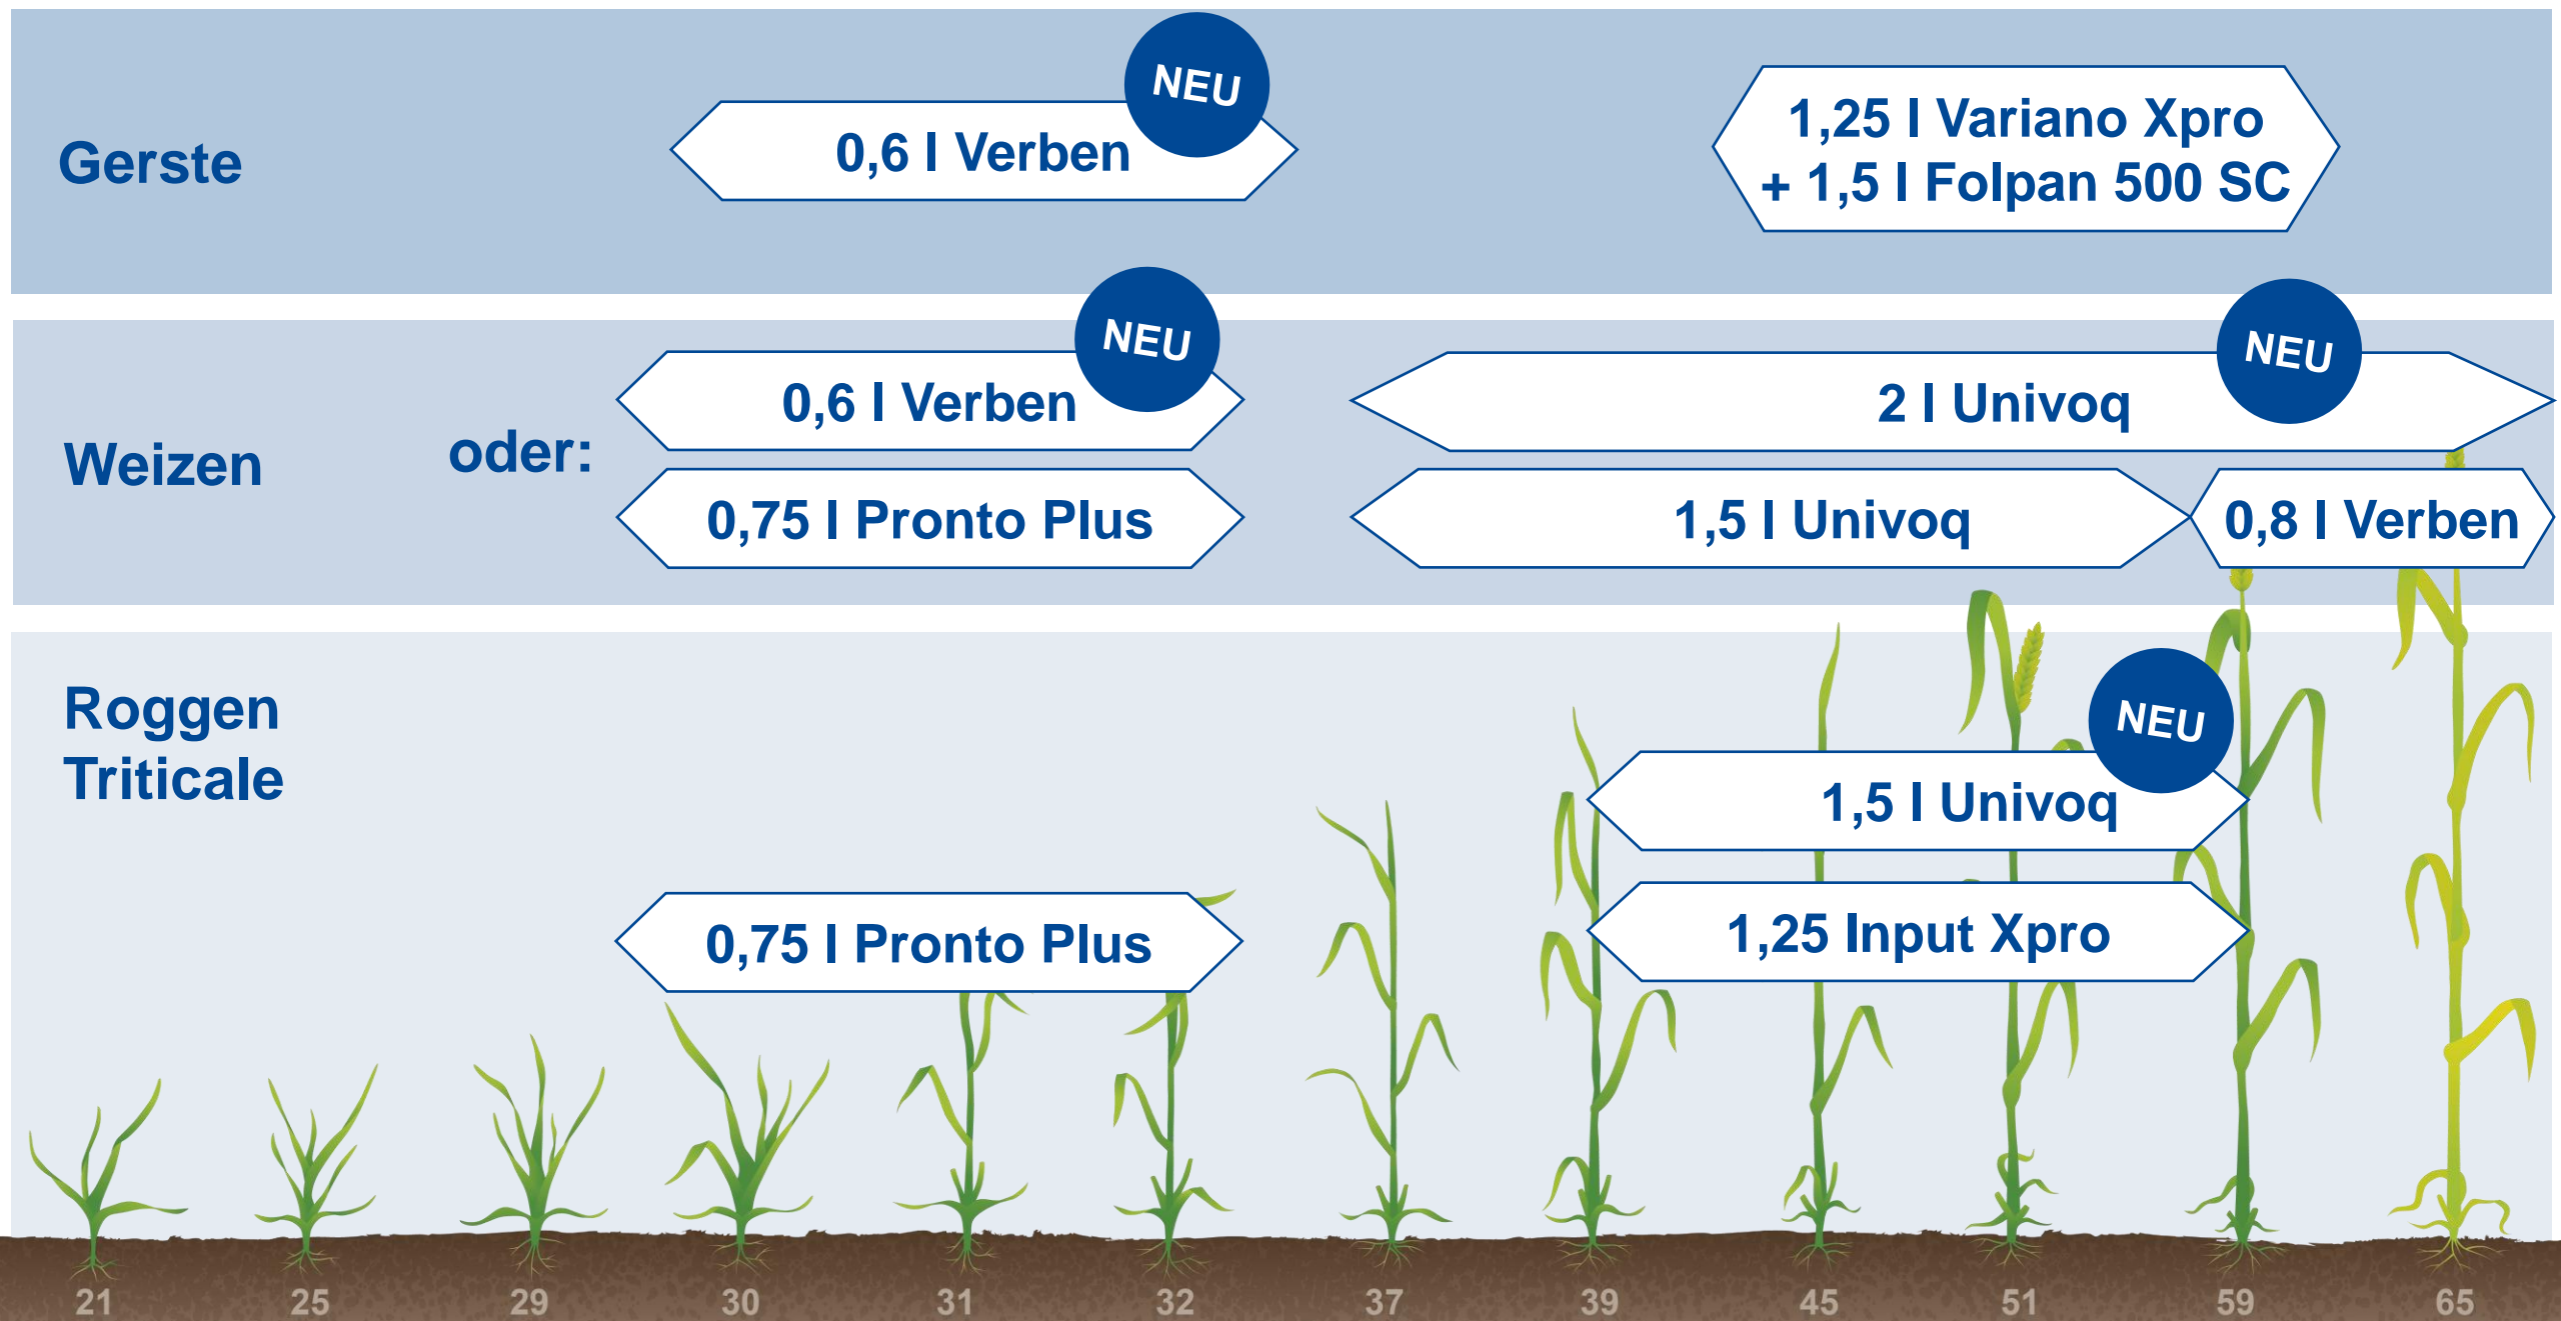 Gerste
0,6 l Verben
NEU
1,25 l Variano Xpro
+ 1,5 l Folpan 500 SC
Weizen
oder:
0,6 l Verben
NEU
2 l Univoq
NEU
0,75 l Pronto Plus
1,5 l Univoq
0,8 l Verben
Roggen
Triticale
NEU
1,5 l Univoq
0,75 l Pronto Plus
1,25 Input Xpro
21 25 29 30 31 32 37 39 45 51 59 65